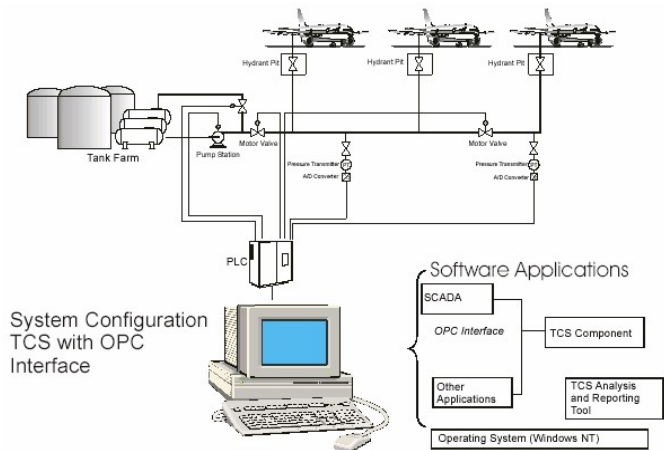 Hydrant Pit
Hydrant Pit
Hydrant Pit
Tank Farm
Pump Station
Motor Valve
Motor Valve
Pressure Transmitter
PT
A/D Converter
Pressure Transmitter
PT
A/D Converter
PLC
System Configuration
TCS with OPC
Interface
Software Applications
SCADA
OPC Interface
TCS Component
Other
Applications
TCS Analysis
and Reporting
Tool
Operating System (Windows NT)